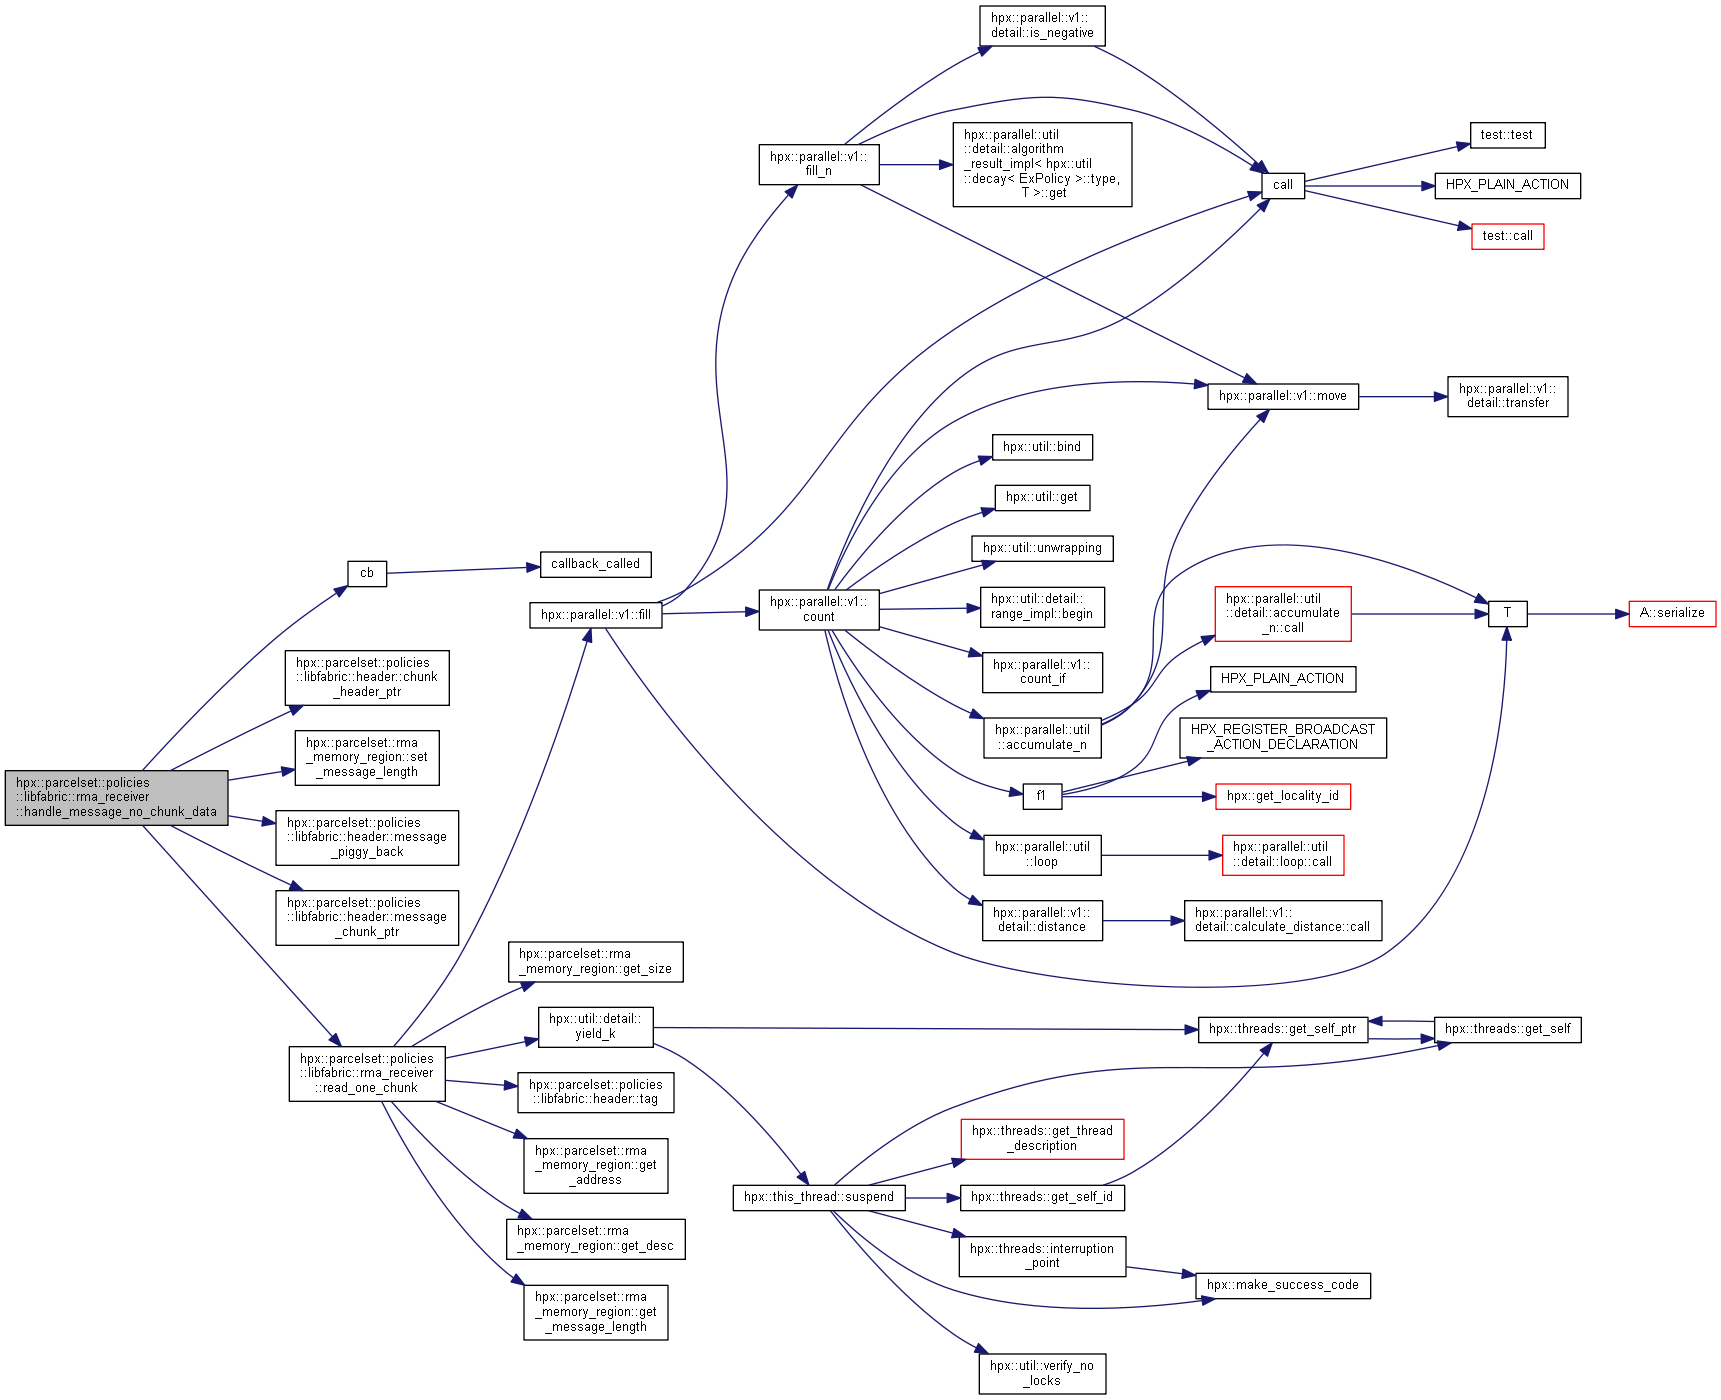 hpx::parcelset::policies
::libfabric::rma_receiver
::handle_message_no_chunk_data
cb
callback_called
hpx::parcelset::policies
::libfabric::header::chunk
_header_ptr
hpx::parcelset::rma
_memory_region::set
_message_length
hpx::parcelset::policies
::libfabric::header::message
_piggy_back
hpx::parcelset::policies
::libfabric::header::message
_chunk_ptr
hpx::parcelset::policies
::libfabric::rma_receiver
::read_one_chunk
hpx::parallel::v1::fill
hpx::parcelset::rma
_memory_region::get_size
hpx::util::detail::
yield_k
hpx::parcelset::policies
::libfabric::header::tag
hpx::parcelset::rma
_memory_region::get
_address
hpx::parcelset::rma
_memory_region::get_desc
hpx::parcelset::rma
_memory_region::get
_message_length
hpx::parallel::v1::
fill_n
hpx::parallel::v1::
count
hpx::this_thread::suspend
hpx::parallel::v1::
detail::is_negative
hpx::parallel::util
::detail::algorithm
_result_impl< hpx::util
::decay< ExPolicy >::type,
T >::get
hpx::util::bind
hpx::util::get
hpx::util::unwrapping
hpx::util::detail::
range_impl::begin
hpx::parallel::v1::
count_if
hpx::parallel::util
::accumulate_n
f1
hpx::parallel::util
::loop
hpx::parallel::v1::
detail::distance
hpx::threads::get_thread
_description
hpx::threads::get_self_id
hpx::threads::interruption
_point
hpx::util::verify_no
_locks
call
hpx::parallel::v1::move
hpx::parallel::util
::detail::accumulate
_n::call
HPX_PLAIN_ACTION
HPX_REGISTER_BROADCAST
_ACTION_DECLARATION
hpx::get_locality_id
hpx::parallel::util
::detail::loop::call
hpx::parallel::v1::
detail::calculate_distance::call
hpx::threads::get_self_ptr
hpx::make_success_code
test::test
HPX_PLAIN_ACTION
test::call
hpx::parallel::v1::
detail::transfer
T
hpx::threads::get_self
A::serialize